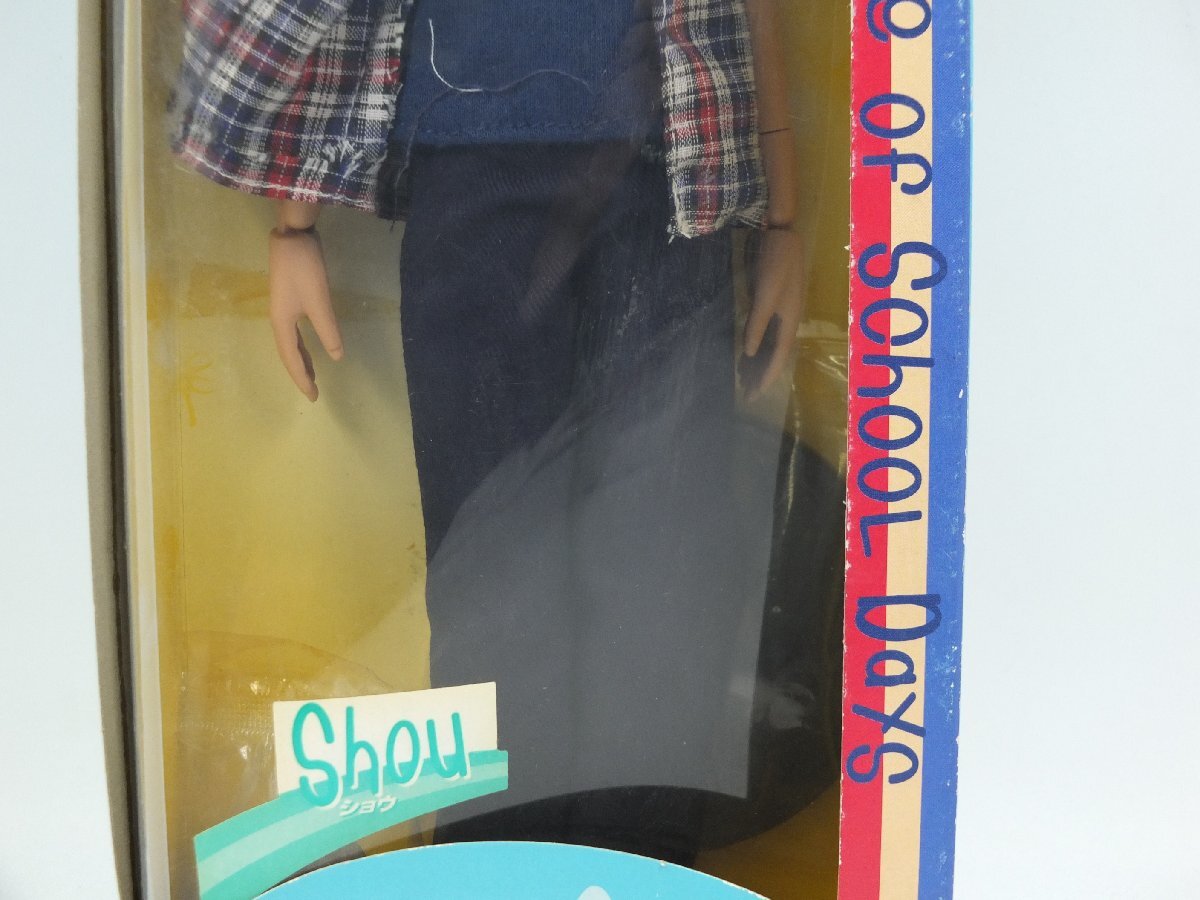 of School Days
Shou
ショウ